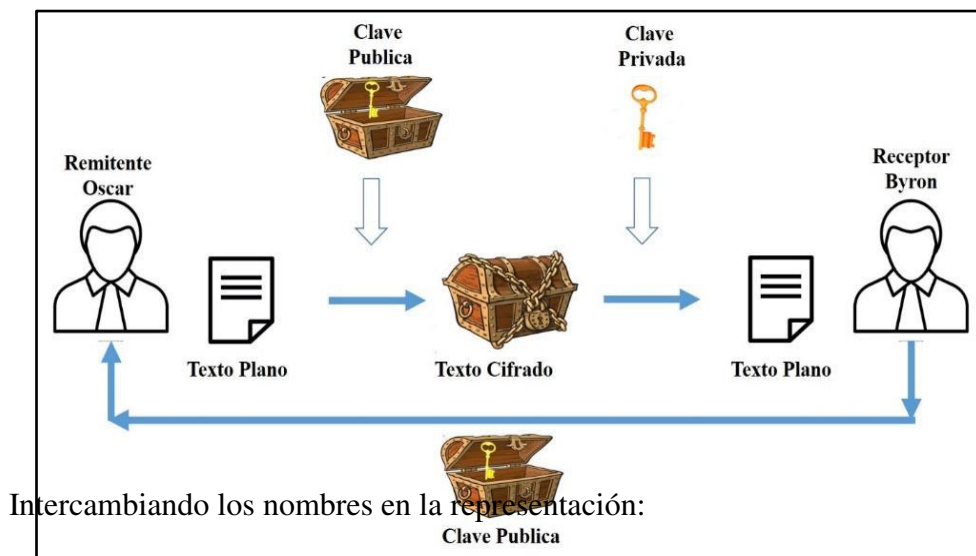 Clave
Publica
Clave
Privada
Remitente
Oscar
Receptor
Byron
Texto Plano
Texto Cifrado
Texto Plano
Intercambiando los nombres en la representación:
Clave Publica